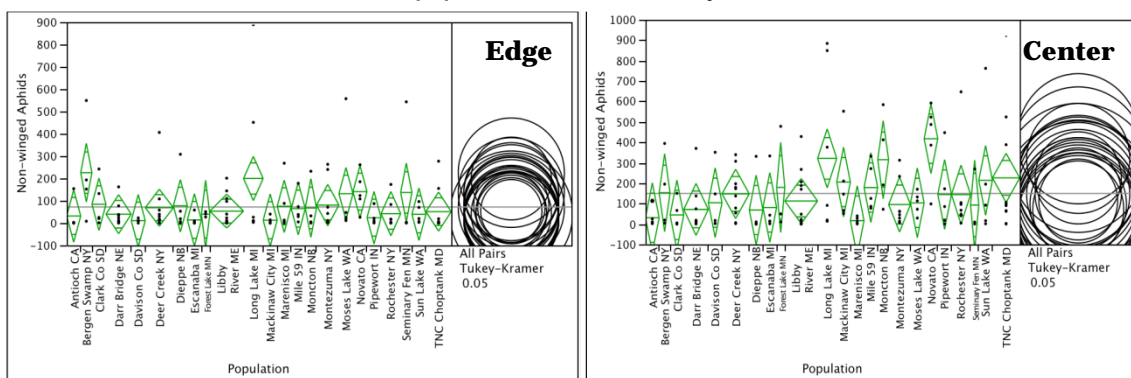 Edge
Non-winged Aphids
900
800
700
600
500
400
300
200
100
0
-100
Antioch CA
Bergen Swamp NY
Clark Co SD
Darr Bridge NE
Davison Co SD
Deer Creek NY
Dieppe NB
Escanaba MI
Forest Lake MN
Libby
River ME
Long Lake MI
Mackinaw City MI
Marenisco MI
Mile 59 IN
Moncton NB
Montezuma NY
Moses Lake WA
Novato CA
Pipewort IN
Rochester NY
Seminary Fen MN
Sun Lake WA
TNC Choptank MD
All Pairs
Tukey-Kramer
0.05
Population
Center
Non-winged Aphids
1000
900
800
700
600
500
400
300
200
100
0
-100
Antioch CA
Bergen Swamp NY
Clark Co SD
Darr Bridge NE
Davison Co SD
Deer Creek NY
Dieppe NB
Escanaba MI
Forest Lake MN
Libby
River ME
Long Lake MI
Mackinaw City MI
Marenisco MI
Mile 59 IN
Moncton NB
Montezuma NY
Moses Lake WA
Novato CA
Pipewort IN
Rochester NY
Seminary Fen MN
Sun Lake WA
TNC Choptank MD
All Pairs
Tukey-Kramer
0.05
Population